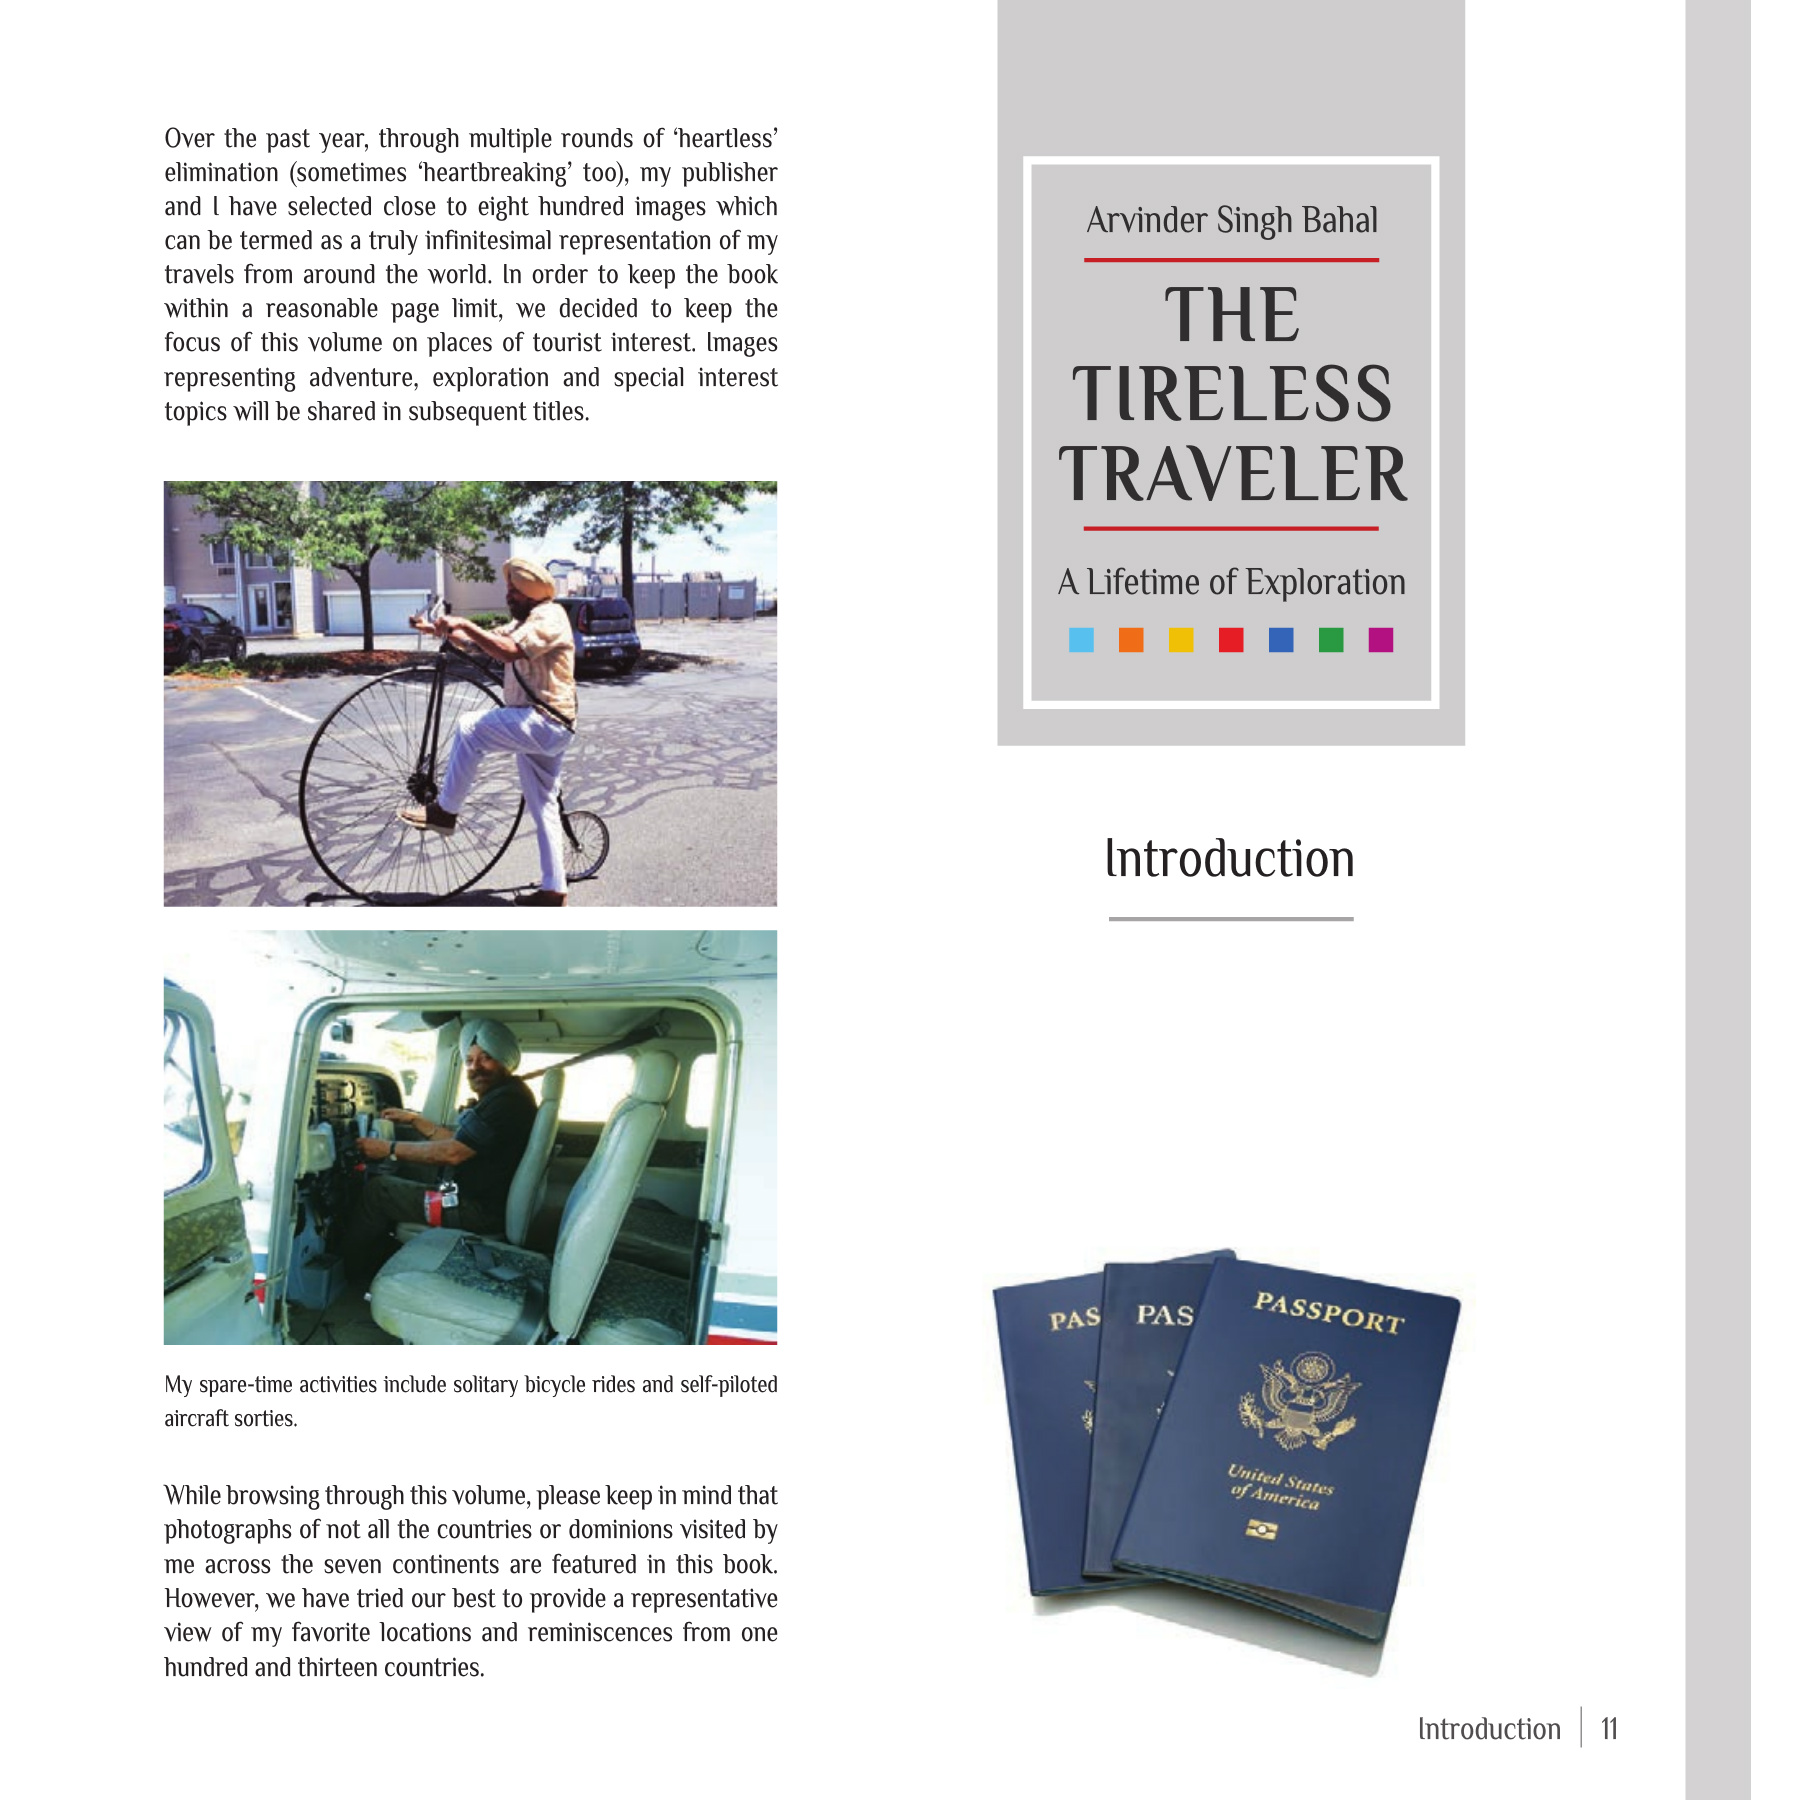 Over the past year, through multiple rounds of ‘heartless’
elimination (sometimes ‘heartbreaking’ too), my publisher
and I have selected close to eight hundred images which
can be termed as a truly infinitesimal representation of my
travels from around the world. In order to keep the book
within a reasonable page limit, we decided to keep the
focus of this volume on places of tourist interest. Images
representing adventure, exploration and special interest
topics will be shared in subsequent titles.
My spare-time activities include solitary bicycle rides and self-piloted
aircraft sorties.
While browsing through this volume, please keep in mind that
photographs of not all the countries or dominions visited by
me across the seven continents are featured in this book.
However, we have tried our best to provide a representative
view of my favorite locations and reminiscences from one
hundred and thirteen countries.
Arvinder Singh Bahal
THE
TIRELESS
TRAVELER
A Lifetime of Exploration
Introduction
PAS
PAS
PASSPORT
United States
of America
Introduction | 11